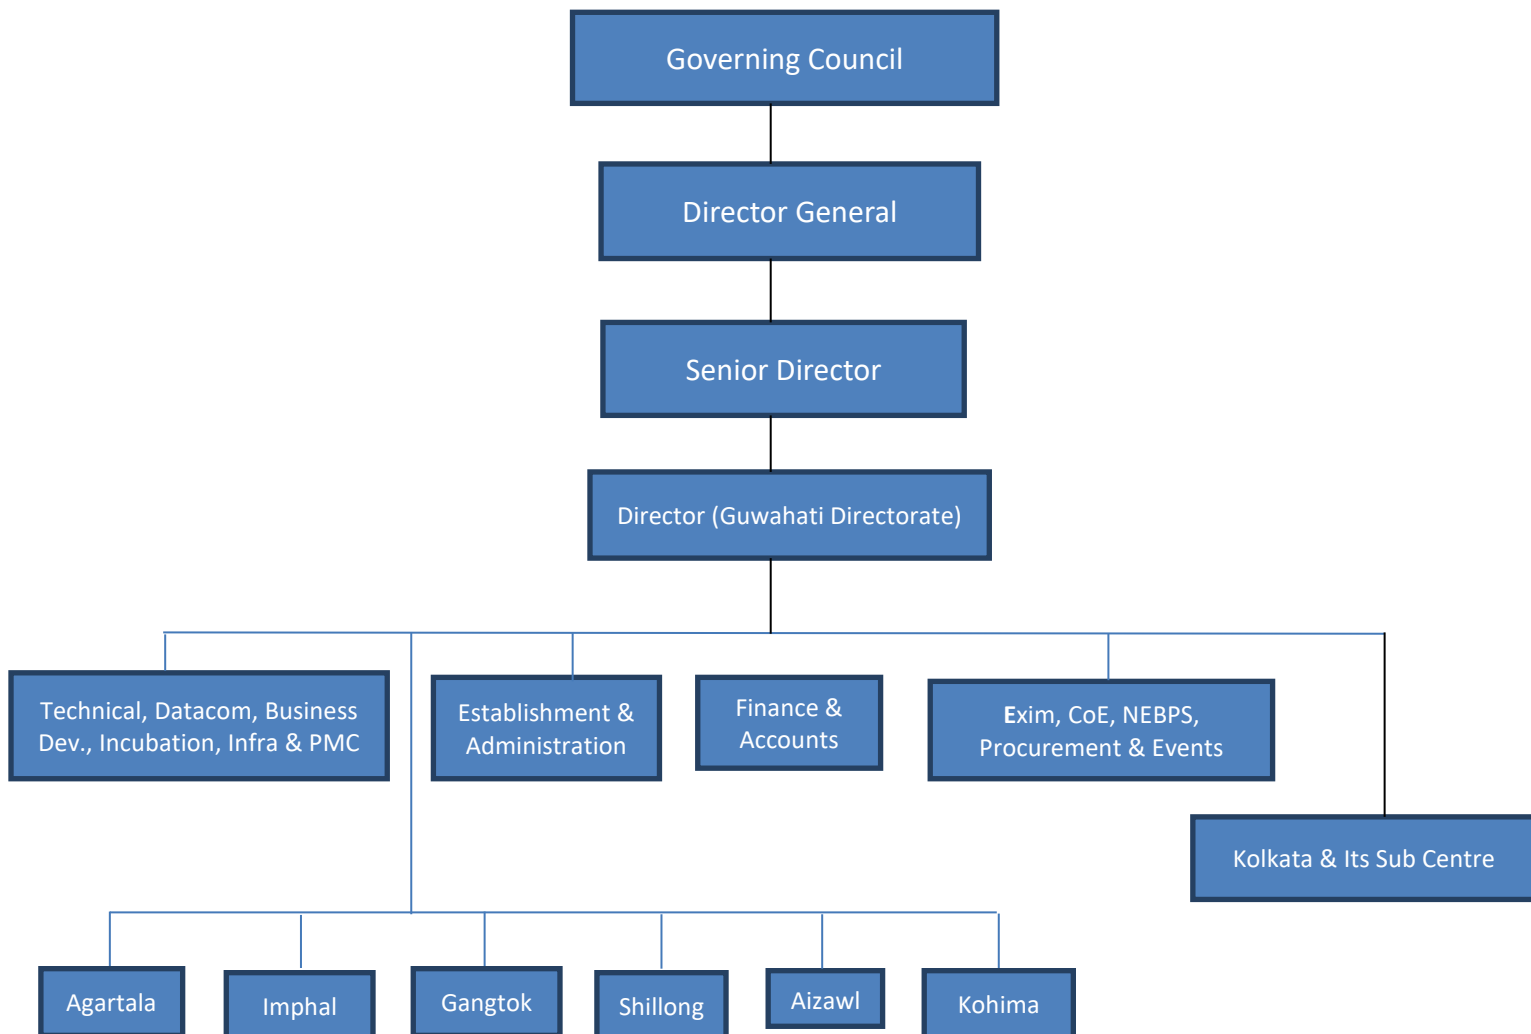 Governing Council
Director General
Senior Director
Director (Guwahati Directorate)
Technical, Datacom, Business
Dev., Incubation, Infra & PMC
Establishment &
Administration
Finance &
Accounts
Exim, CoE, NEBPS,
Procurement & Events
Kolkata & Its Sub Centre
Agartala
Imphal
Gangtok
Shillong
Aizawl
Kohima